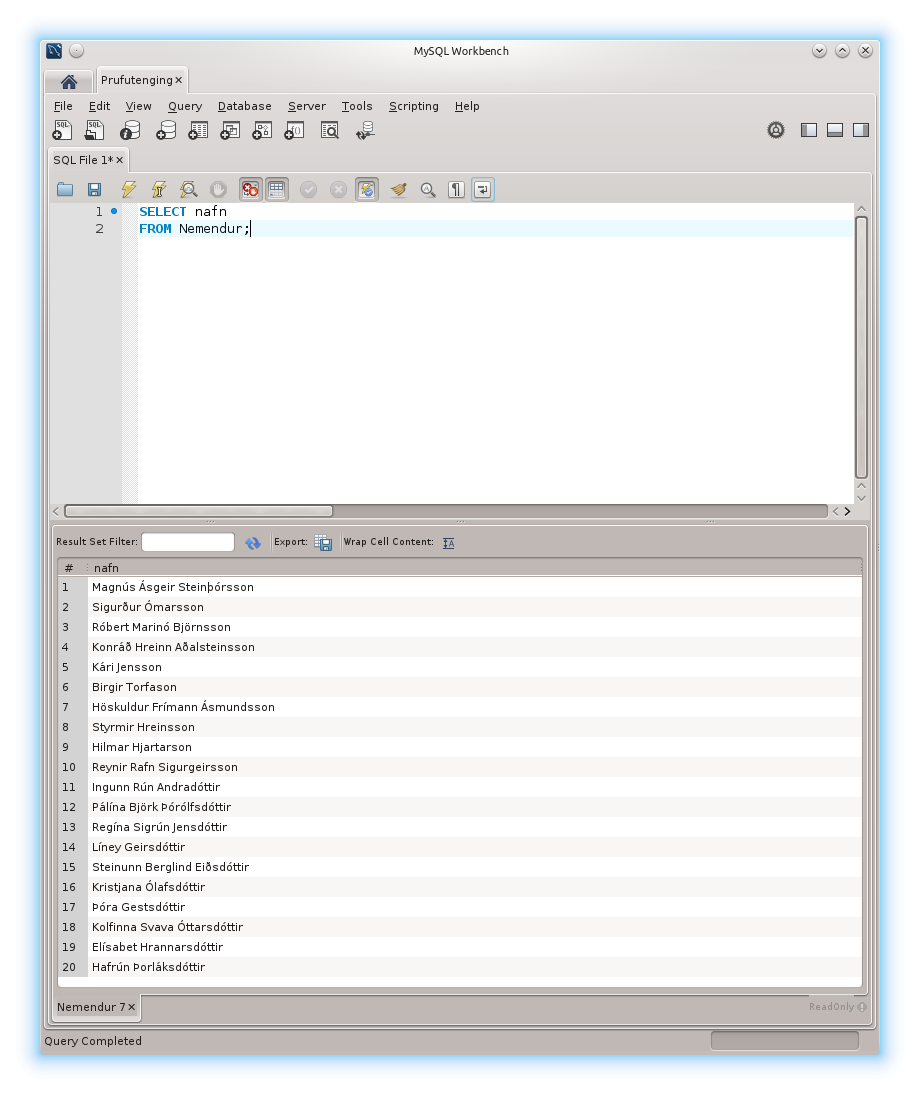 MySQL Workbench
Prufutenging
File Edit View Query Database Server Tools Scripting Help
SQL SQL
SQL File 1*
1 SELECT nafn
2 FROM Nemendur;
Result Set Filter: Export: Wrap Cell Content:
# nafn
1 Magnús Ásgeir Steinþórsson
2 Sigurður Ómarsson
3 Róbert Marinó Björnsson
4 Konráð Hreinn Aðalsteinsson
5 Kári Jensson
6 Birgir Torfason
7 Höskuldur Frímann Ásmundsson
8 Styrmir Hreinsson
9 Hilmar Hjartarson
10 Reynir Rafn Sigurgeirsson
11 Ingunn Rún Andradóttir
12 Pálína Björk Þórólfsdóttir
13 Regína Sigrún Jensdóttir
14 Líney Geirsdóttir
15 Steinunn Berglind Eiðsdóttir
16 Kristjana Ólafsdóttir
17 Þóra Gestsdóttir
18 Kolfinna Svava Óttarsdóttir
19 Elísabet Hrannarsdóttir
20 Hafrún Þorláksdóttir
Nemendur 7 ReadOnly
Query Completed